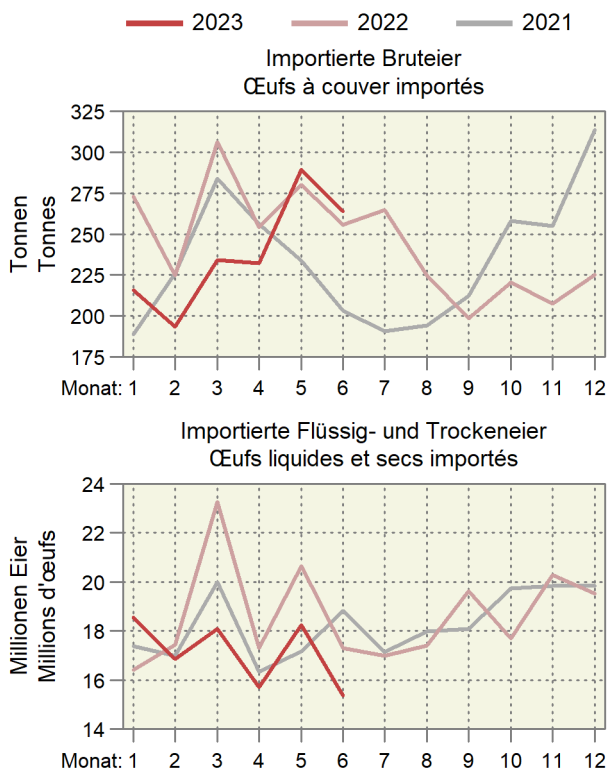 2023 2022 2021
Importierte Bruteier
Œufs à couver importés
Tonnen
Tonnes
325
300
275
250
225
200
175
Monat: 1 2 3 4 5 6 7 8 9 10 11 12
Importierte Flüssig- und Trockeneier
Œufs liquides et secs importés
Millionen Eier
Millions d'œufs
24
22
20
18
16
14
Monat: 1 2 3 4 5 6 7 8 9 10 11 12